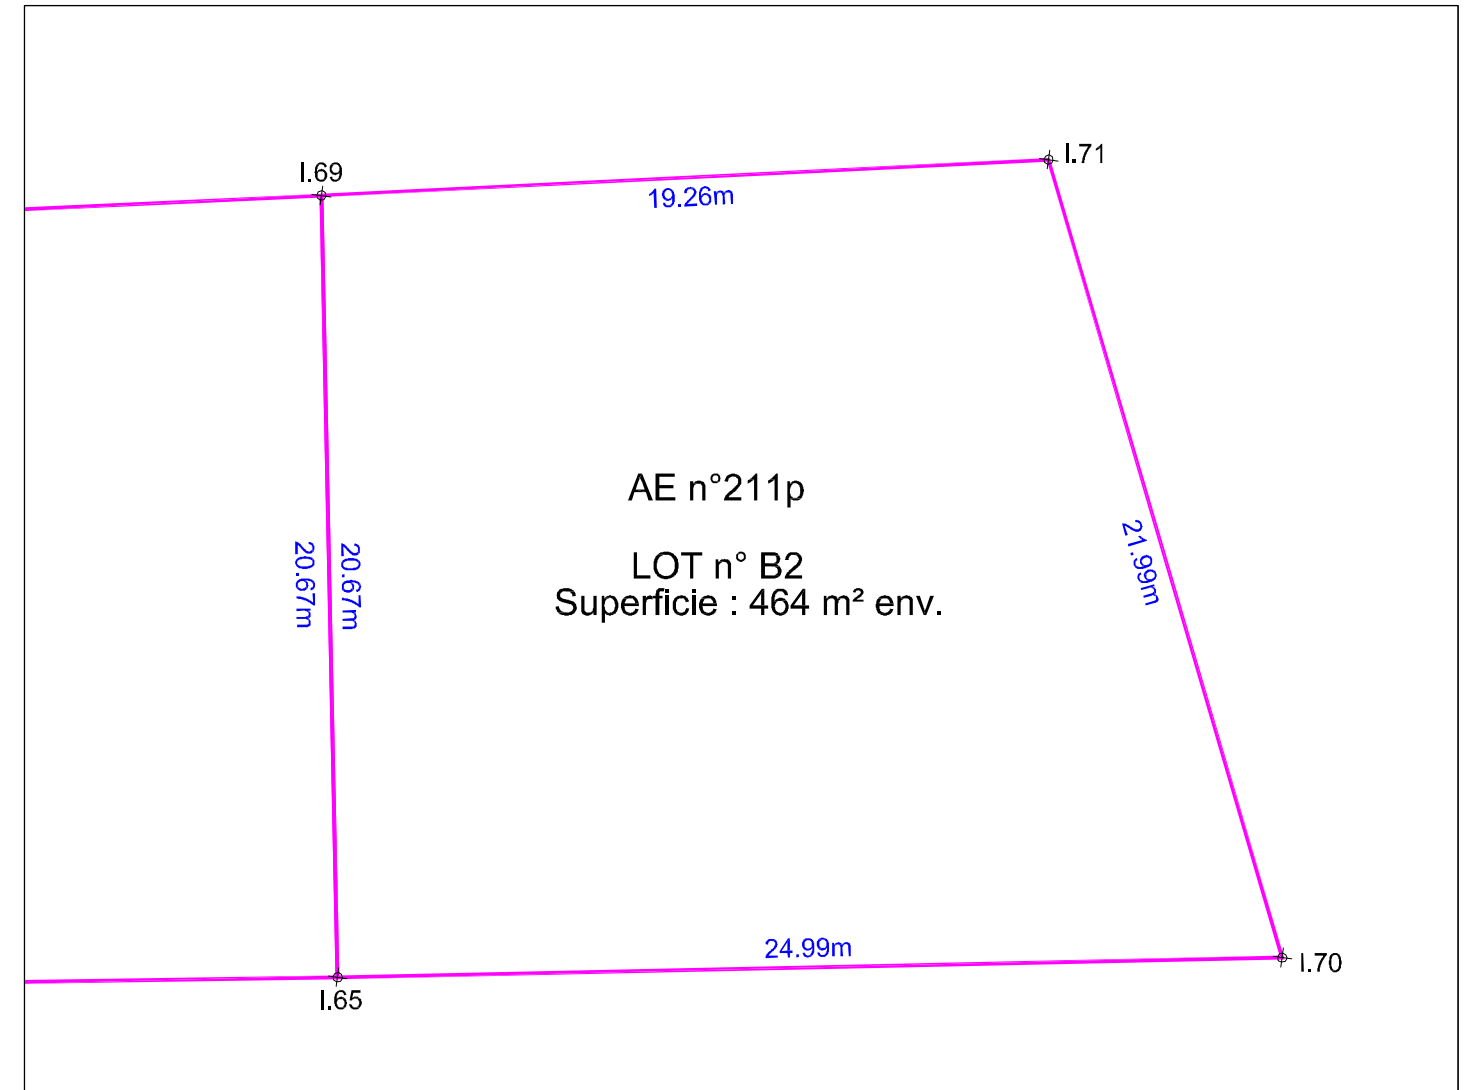 I.71
I.69
19.26m
AE n°211p
20.67m
20.67m
21.99m
LOT n° B2
Superficie : 464 m² env.
24.99m
I.70
I.65